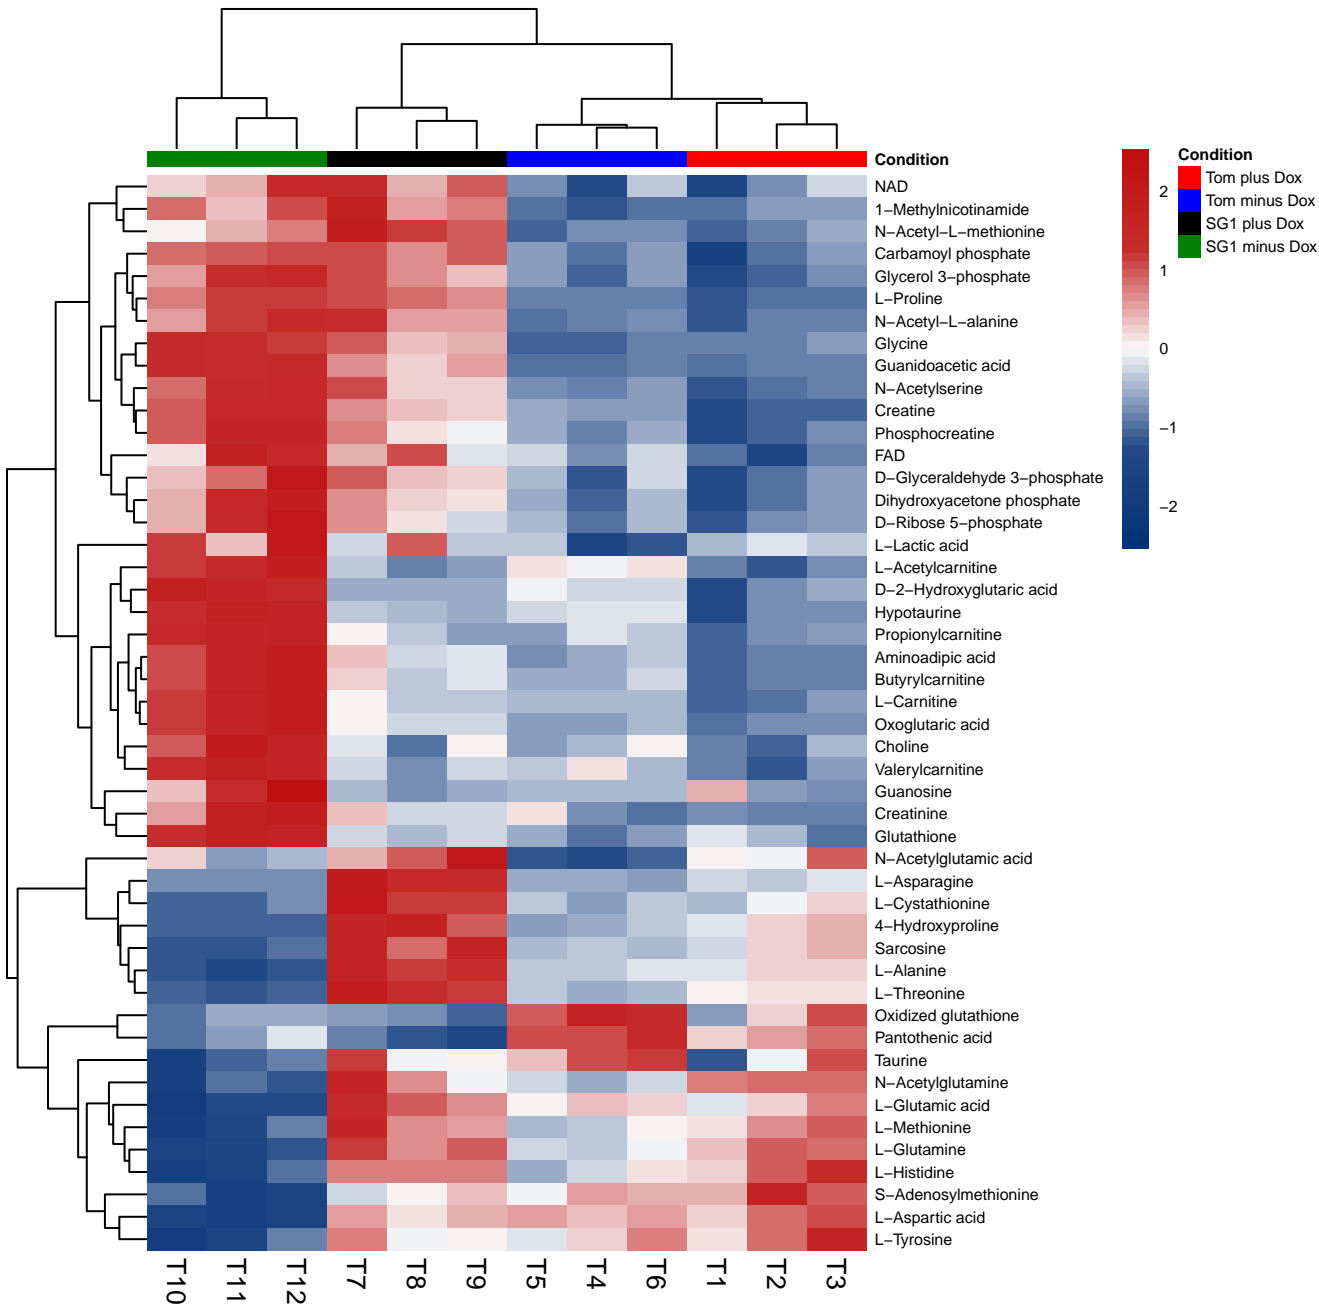 Condition
NAD
1−Methylnicotinamide
N−Acetyl−L−methionine
Carbamoyl phosphate
Glycerol 3−phosphate
L−Proline
N−Acetyl−L−alanine
Glycine
Guanidoacetic acid
N−Acetylserine
Creatine
Phosphocreatine
FAD
D−Glyceraldehyde 3−phosphate
Dihydroxyacetone phosphate
D−Ribose 5−phosphate
L−Lactic acid
L−Acetylcarnitine
D−2−Hydroxyglutaric acid
Hypotaurine
Propionylcarnitine
Aminoadipic acid
Butyrylcarnitine
L−Carnitine
Oxoglutaric acid
Choline
Valerylcarnitine
Guanosine
Creatinine
Glutathione
N−Acetylglutamic acid
L−Asparagine
L−Cystathionine
4−Hydroxyproline
Sarcosine
L−Alanine
L−Threonine
Oxidized glutathione
Pantothenic acid
Taurine
N−Acetylglutamine
L−Glutamic acid
L−Methionine
L−Glutamine
L−Histidine
S−Adenosylmethionine
L−Aspartic acid
L−Tyrosine
T10
T11
T12
T7
T8
T9
T5
T4
T6
T1
T2
T3
2
1
0
−1
−2
Condition
Tom plus Dox
Tom minus Dox
SG1 plus Dox
SG1 minus Dox